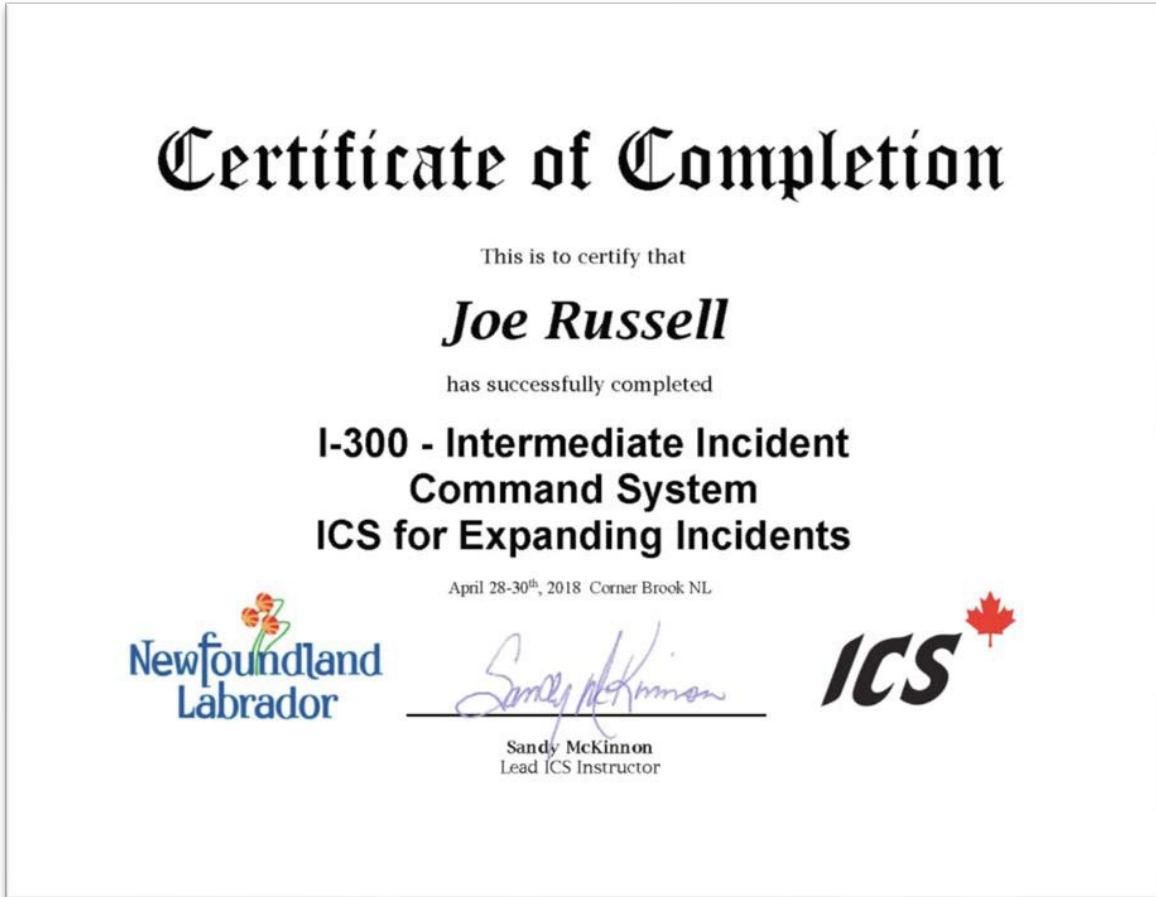 Certificate of Completion
This is to certify that
Joe Russell
has successfully completed
I-300 - Intermediate Incident
Command System
ICS for Expanding Incidents
April 28-30th, 2018 Corner Brook NL
Newfoundland
Labrador
Sandy McKinnon
ICS
Sandy McKinnon
Lead ICS Instructor